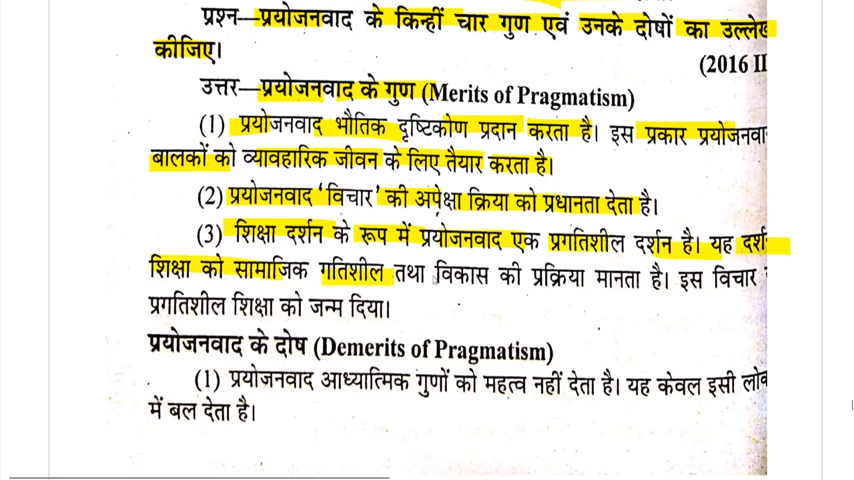 प्रश्न—प्रयोजनवाद के किन्हीं चार गुण एवं उनके दोषों का उल्लेख
कीजिए।
(2016 II
उत्तर—प्रयोजनवाद के गुण (Merits of Pragmatism)
(1) प्रयोजनवाद भौतिक दृष्टिकोण प्रदान करता है। इस प्रकार प्रयोजनवा
बालकों को व्यावहारिक जीवन के लिए तैयार करता है।
(2) प्रयोजनवाद ‘विचार’ की अपेक्षा क्रिया को प्रधानता देता है।
(3) शिक्षा दर्शन के रूप में प्रयोजनवाद एक प्रगतिशील दर्शन है। यह
शिक्षा को सामाजिक गतिशील तथा विकास की प्रक्रिया मानता है। इस विचार
प्रगतिशील शिक्षा को जन्म दिया।
प्रयोजनवाद के दोष (Demerits of Pragmatism)
(1) प्रयोजनवाद आध्यात्मिक गुणों को महत्व नहीं देता है। यह केवल इसी
में बल देता है।